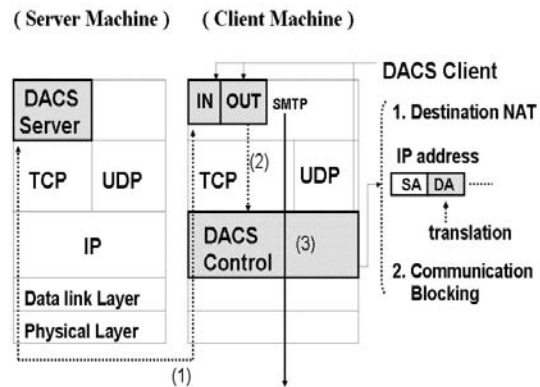 ( Server Machine ) ( Client Machine )
DACS Server
TCP UDP
IP
Data link Layer
Physical Layer
(1)
IN OUT SMTP
(2)
TCP UDP
DACS Control
(3)
DACS Client
1. Destination NAT
IP address
SA DA
translation
2. Communication
Blocking